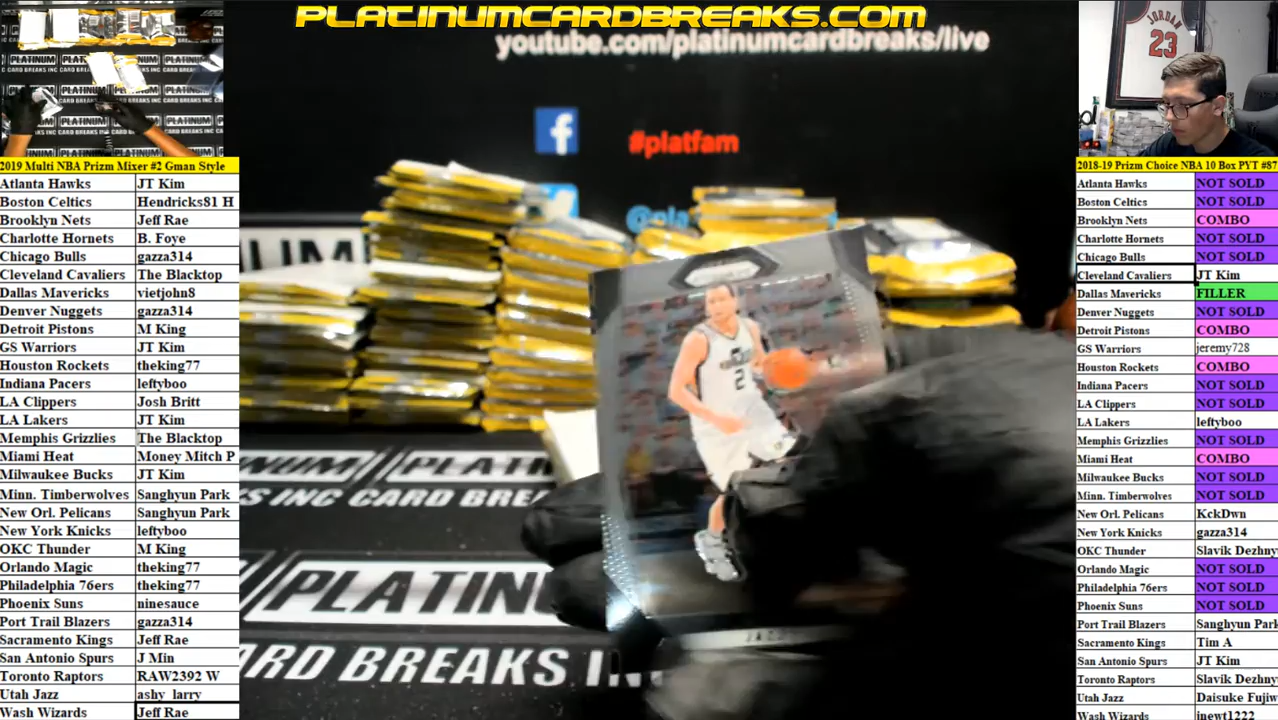 PLATINUMCARDBREAKS.COM
youtube.com/platinumcardbreaks/live
#platfam
2019 Multi NBA Prizm Mixer #2 Gman Style
Atlanta Hawks JT Kim
Boston Celtics Hendricks81 H
Brooklyn Nets Jeff Rae
Charlotte Hornets B. Foye
Chicago Bulls gazza314
Cleveland Cavaliers The Blacktop
Dallas Mavericks vietjohn8
Denver Nuggets gazza314
Detroit Pistons M King
GS Warriors JT Kim
Houston Rockets theking77
Indiana Pacers leftyboo
LA Clippers Josh Britt
LA Lakers JT Kim
Memphis Grizzlies The Blacktop
Miami Heat Money Mitch P
Milwaukee Bucks JT Kim
Minn. Timberwolves Sanghyun Park
New Orl. Pelicans Sanghyun Park
New York Knicks leftyboo
OKC Thunder M King
Orlando Magic theking77
Philadelphia 76ers theking77
Phoenix Suns ninesauce
Port Trail Blazers gazza314
Sacramento Kings Jeff Rae
San Antonio Spurs J Min
Toronto Raptors RAW2392 W
Utah Jazz ashy_larry
Wash Wizards Jeff Rae
JORDAN
23
2018-19 Prizm Choice NBA 10 Box PYT #87
Atlanta Hawks NOT SOLD
Boston Celtics NOT SOLD
Brooklyn Nets COMBO
Charlotte Hornets NOT SOLD
Chicago Bulls NOT SOLD
Cleveland Cavaliers JT Kim
Dallas Mavericks FILLER
Denver Nuggets NOT SOLD
Detroit Pistons COMBO
GS Warriors jeremy728
Houston Rockets COMBO
Indiana Pacers NOT SOLD
LA Clippers NOT SOLD
LA Lakers leftyboo
Memphis Grizzlies NOT SOLD
Miami Heat COMBO
Milwaukee Bucks NOT SOLD
Minn. Timberwolves NOT SOLD
New Orl. Pelicans KckDwn
New York Knicks gazza314
OKC Thunder Slavik Dezhny
Orlando Magic NOT SOLD
Philadelphia 76ers NOT SOLD
Phoenix Suns NOT SOLD
Port Trail Blazers Sanghyun Park
Sacramento Kings Tim A
San Antonio Spurs JT Kim
Toronto Raptors Slavik Dezhny
Utah Jazz Daisuke Fujiw
Wash Wizards jnewt1222
PLATINUM
CARD BREAKS INC
2